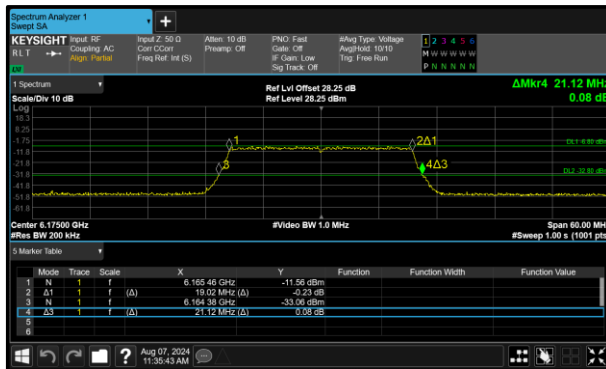 Spectrum Analyzer 1
Swept SA
+
KEYSIGHT Input: RF Input Z: 50 Ω Atten: 10 dB PNO: Fast #Avg Type: Voltage 1 2 3 4 5 6
RLT Coupling: AC Corr CCorr Preamp: Off Gate: Off Avg|Hold: 10/10 M W W W W W
Align: Partial Freq Ref: Int (S) IF Gain: Low Trig: Free Run
Sig Track: Off P N N N N N
1 Spectrum
ΔMkr4 21.12 MHz
Ref Lvl Offset 28.25 dB
Scale/Div 10 dB Ref Level 28.25 dBm 0.08 dB
Log
18.3
8.25
-1.75
1 2Δ1 DL1 -6.80 dBm
-11.8
-21.8
3 4Δ3
-31.8 DL2 -32.80 dBm
-41.8
-51.8
-61.8
Center 6.17500 GHz #Video BW 1.0 MHz Span 60.00 MHz
#Res BW 200 kHz #Sweep 1.00 s (1001 pts)
5 Marker Table
Mode Trace Scale X Y Function Function Width Function Value
1 N 1 f 6.165 46 GHz -11.56 dBm
2 Δ1 1 f (Δ) 19.02 MHz (Δ) -0.23 dB
3 N 1 f 6.164 38 GHz -33.06 dBm
4 Δ3 1 f (Δ) 21.12 MHz (Δ) 0.08 dB
5
6
? Aug 07, 2024
11:35:43 AM